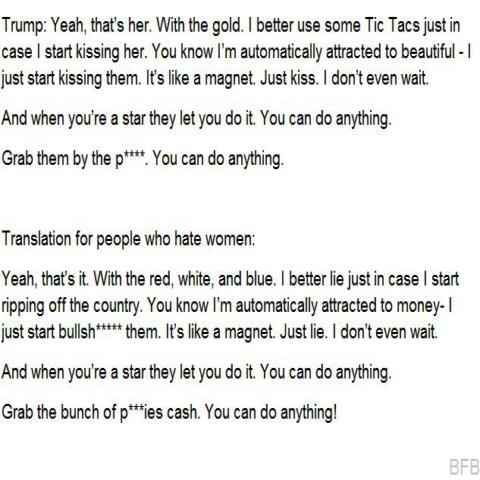 Trump: Yeah, that's her. With the gold. I better use some Tic Tacs just in
case I start kissing her. You know I'm automatically attracted to beautiful - I
just start kissing them. It's like a magnet. Just kiss. I don't even wait.
And when you're a star they let you do it. You can do anything.
Grab them by the p****. You can do anything.
Translation for people who hate women:
Yeah, that's it. With the red, white, and blue. I better lie just in case I start
ripping off the country. You know I'm automatically attracted to money- I
just start bullsh***** them. It's like a magnet. Just lie. I don't even wait.
And when you're a star they let you do it. You can do anything.
Grab the bunch of p***ies cash. You can do anything!
BFB